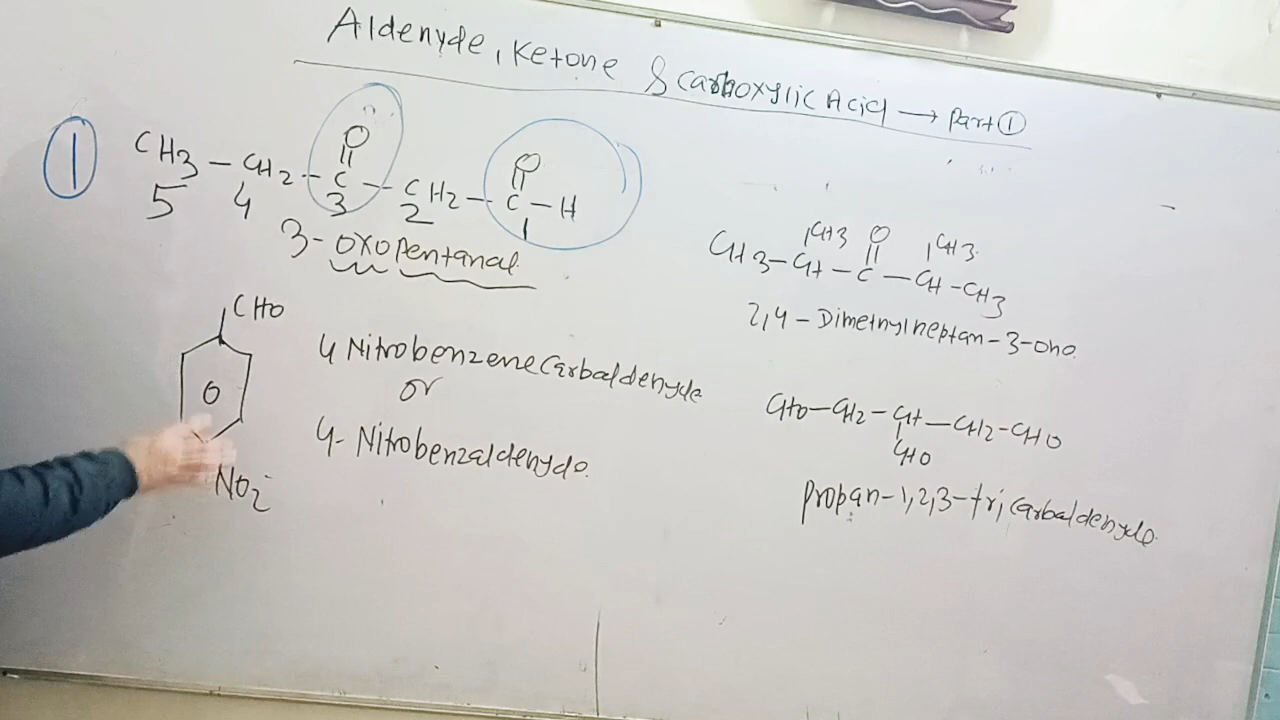 Aldehyde, Ketone & Carboxylic Acid → Part ①
① CH3 – CH2 – C – CH2 – C – H
O O
5 4 3 2 1
3-oxopentanal
CHO
NO2
4 Nitrobenzene Carbaldehyde
or
4-Nitrobenzaldehyde
CH3 O CH3
CH3 – CH – C – CH – CH3
2,4 – Dimethylheptan – 3 – one
CHO – CH2 – CH – CH2 – CHO
CHO
Propan – 1,2,3 – tricarbaldehyde